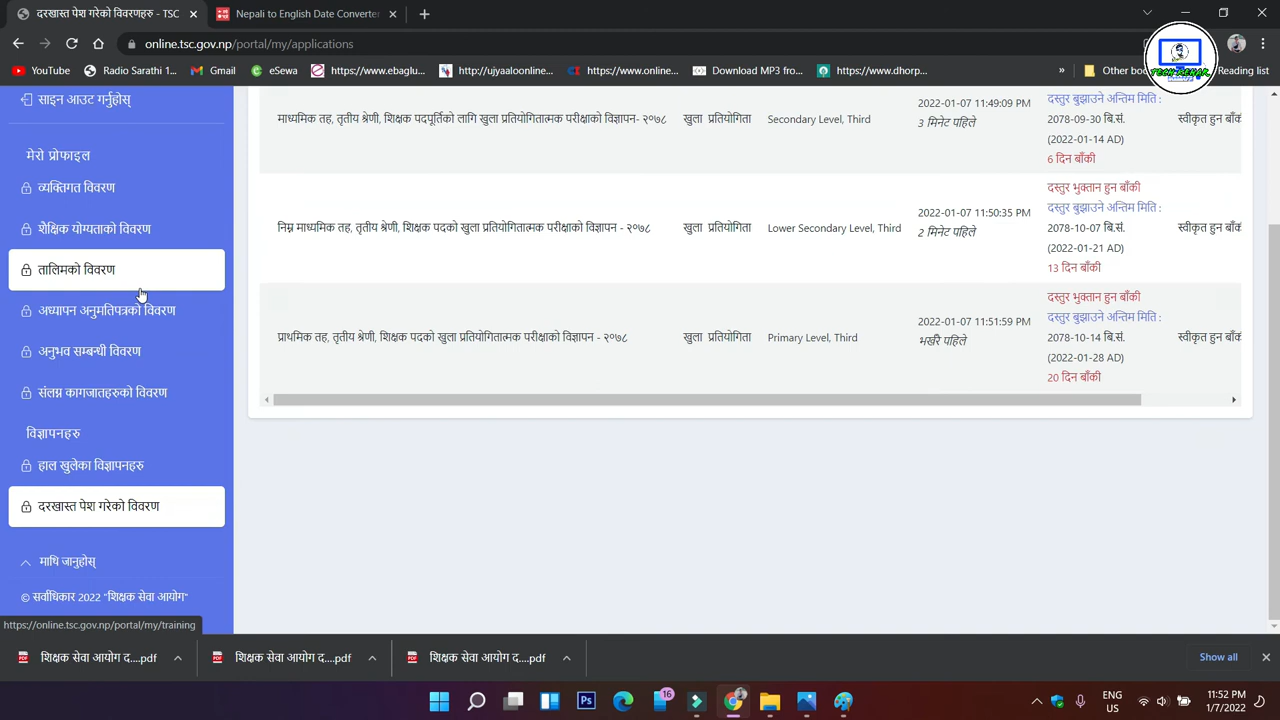 दरखास्त पेश गरेको विवरणहरु - TSC
Nepali to English Date Converter
online.tsc.gov.np/portal/my/applications
YouTube
Radio Sarathi 1...
Gmail
eSewa
https://www.ebaglu...
https://www.online...
Download MP3 from...
Other bo
Reading list
TECH REHAR
साइन आउट गर्नुहोस्
मेरो प्रोफाइल
व्यक्तिगत विवरण
शैक्षिक योग्यताको विवरण
तालिमको विवरण
अध्यापन अनुमतिपत्रको विवरण
अनुभव सम्बन्धी विवरण
संलग्न कागजातहरुको विवरण
विज्ञापनहरु
हाल खुलेका विज्ञापनहरु
दरखास्त पेश गरेको विवरण
माथि जानुहोस्
© सर्वाधिकार 2022 "शिक्षक सेवा आयोग"
https://online.tsc.gov.np/portal/my/training
माध्यमिक तह, तृतीय श्रेणी, शिक्षक पदपूर्तिको लागि खुला प्रतियोगितात्मक परीक्षाको विज्ञापन- २०७८
खुला प्रतियोगिता
Secondary Level, Third
2022-01-07 11:49:09 PM
3 मिनेट पहिले
दस्तुर बुझाउने अन्तिम मिति :
2078-09-30 बि.सं.
(2022-01-14 AD)
6 दिन बाँकी
स्वीकृत हुन बाँकी
निम्न माध्यमिक तह, तृतीय श्रेणी, शिक्षक पदको खुला प्रतियोगितात्मक परीक्षाको विज्ञापन - २०७८
खुला प्रतियोगिता
Lower Secondary Level, Third
2022-01-07 11:50:35 PM
2 मिनेट पहिले
दस्तुर भुक्तान हुन बाँकी
दस्तुर बुझाउने अन्तिम मिति :
2078-10-07 बि.सं.
(2022-01-21 AD)
13 दिन बाँकी
स्वीकृत हुन बाँकी
प्राथमिक तह, तृतीय श्रेणी, शिक्षक पदको खुला प्रतियोगितात्मक परीक्षाको विज्ञापन - २०७८
खुला प्रतियोगिता
Primary Level, Third
2022-01-07 11:51:59 PM
भर्खरै पहिले
दस्तुर भुक्तान हुन बाँकी
दस्तुर बुझाउने अन्तिम मिति :
2078-10-14 बि.सं.
(2022-01-28 AD)
20 दिन बाँकी
स्वीकृत हुन बाँकी
शिक्षक सेवा आयोग द....pdf
शिक्षक सेवा आयोग द....pdf
शिक्षक सेवा आयोग द....pdf
Show all
16
ENG
US
11:52 PM
1/7/2022